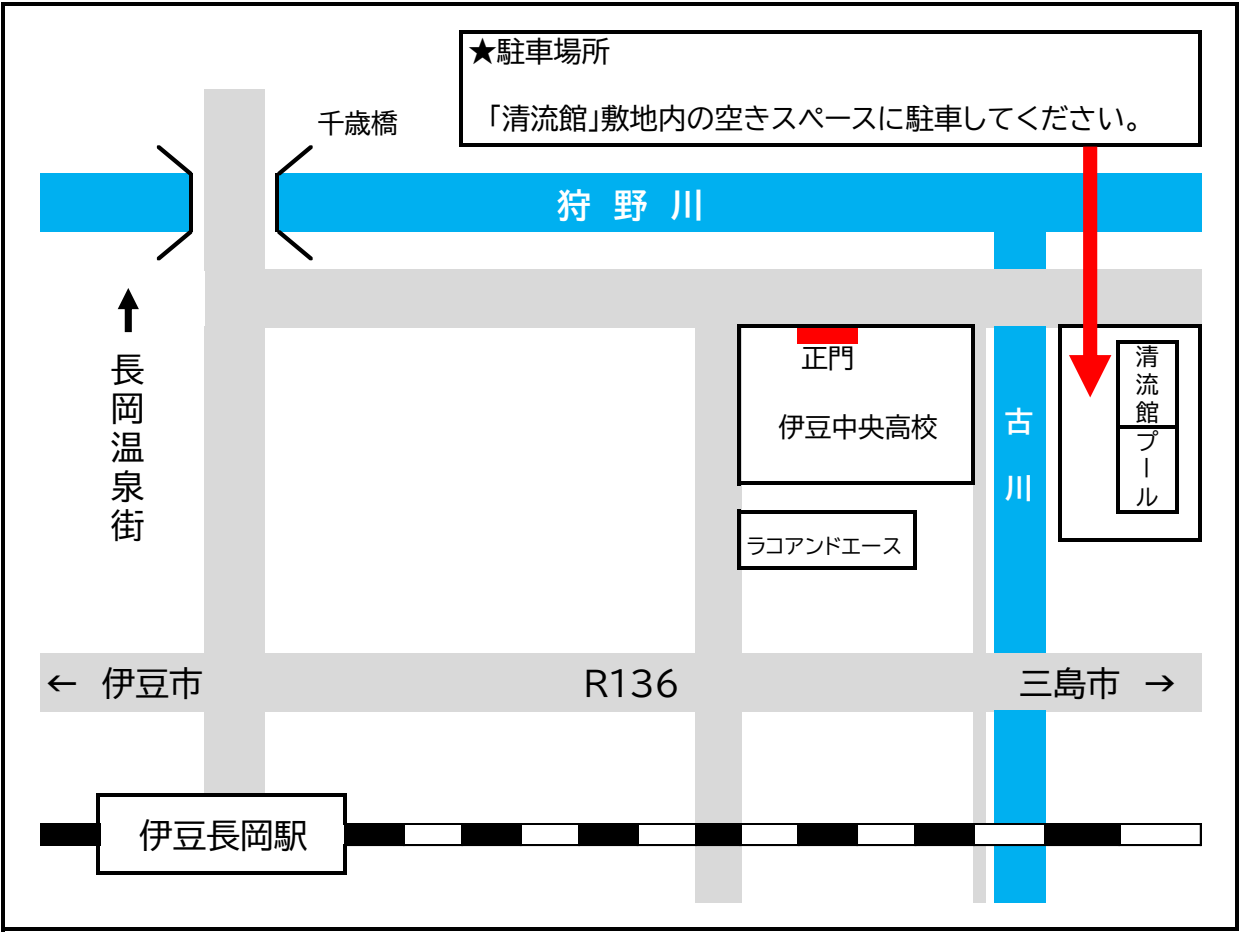 ★駐車場所
「清流館」敷地内の空きスペースに駐車してください。
千歳橋
狩野川
↑
長岡温泉街
正門
伊豆中央高校
古川
清流館
プール
ラコアンドエース
← 伊豆市
R136
三島市 →
伊豆長岡駅